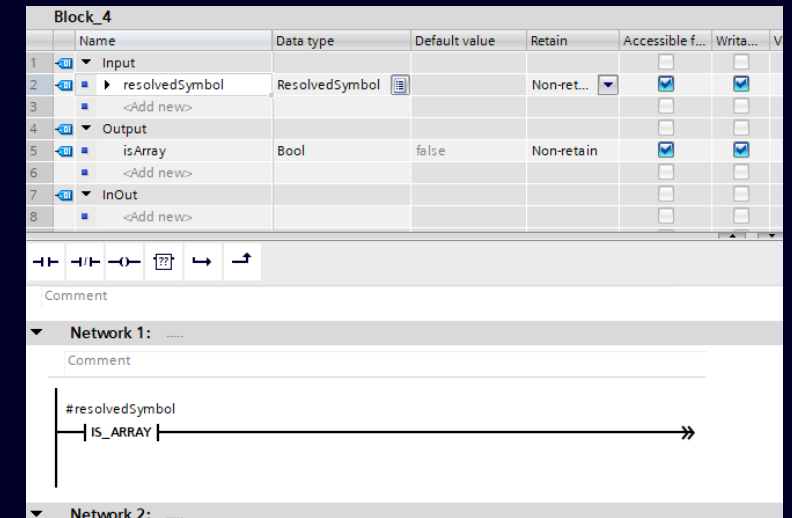 Block_4
Name Data type Default value Retain Accessible f... Writa... V
1 Input
2 resolvedSymbol ResolvedSymbol Non-ret...
3 <Add new>
4 Output
5 isArray Bool false Non-retain
6 <Add new>
7 InOut
8 <Add new>
??
Comment
Network 1: .....
Comment
#resolvedSymbol
IS_ARRAY
Network 2: .....